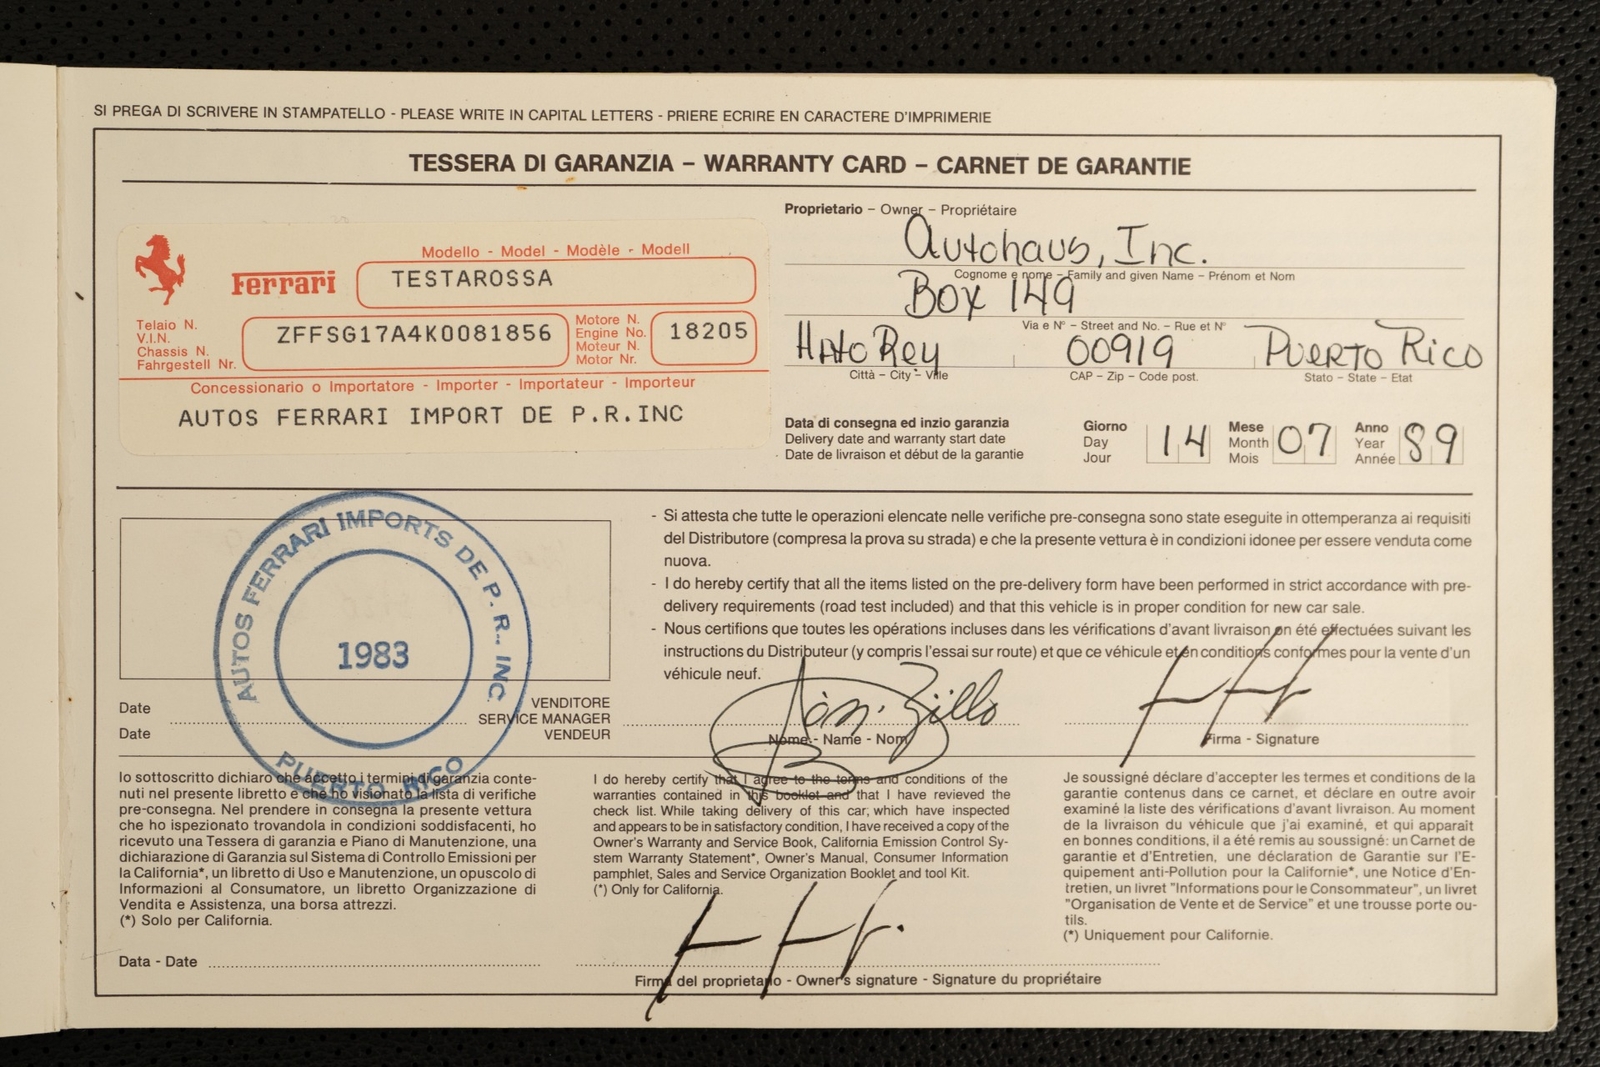 SI PREGA DI SCRIVERE IN STAMPATELLO - PLEASE WRITE IN CAPITAL LETTERS - PRIERE ECRIRE EN CARACTERE D'IMPRIMERIE
TESSERA DI GARANZIA – WARRANTY CARD – CARNET DE GARANTIE
Modello - Model - Modèle - Modell
Ferrari
TESTAROSSA
Telaio N.
V.I.N.
Chassis N.
Fahrgestell Nr.
ZFFSG17A4K0081856
Motore N.
Engine No.
Moteur N.
Motor Nr.
18205
Concessionario o Importatore - Importer - Importateur - Importeur
AUTOS FERRARI IMPORT DE P.R.INC
Proprietario – Owner – Propriétaire
Autohaus, Inc.
Cognome e nome – Family and given Name – Prénom et Nom
Box 149
Via e N° – Street and No. – Rue et N°
Hato Rey 00919 Puerto Rico
Città – City – Ville CAP – Zip – Code post. Stato – State – Etat
Data di consegna ed inzio garanzia
Delivery date and warranty start date
Date de livraison et début de la garantie
Giorno
Day
Jour
14
Mese
Month
Mois
07
Anno
Year
Année
89
AUTOS FERRARI IMPORTS DE P.R., INC
1983
PUERTO RICO
- Si attesta che tutte le operazioni elencate nelle verifiche pre-consegna sono state eseguite in ottemperanza ai requisiti
del Distributore (compresa la prova su strada) e che la presente vettura è in condizioni idonee per essere venduta come
nuova.
- I do hereby certify that all the items listed on the pre-delivery form have been performed in strict accordance with pre-
delivery requirements (road test included) and that this vehicle is in proper condition for new car sale.
- Nous certifions que toutes les opérations incluses dans les vérifications d'avant livraison on été effectuées suivant les
instructions du Distributeur (y compris l'essai sur route) et que ce véhicule et en conditions conformes pour la vente d'un
véhicule neuf.
Date
Date
VENDITORE
SERVICE MANAGER
VENDEUR
Nome - Name - Nom
Firma - Signature
Io sottoscritto dichiaro che accetto i termini di garanzia conte-
nuti nel presente libretto e che ho visionato la lista di verifiche
pre-consegna. Nel prendere in consegna la presente vettura
che ho ispezionato trovandola in condizioni soddisfacenti, ho
ricevuto una Tessera di garanzia e Piano di Manutenzione, una
dichiarazione di Garanzia sul Sistema di Controllo Emissioni per
la California*, un libretto di Uso e Manutenzione, un opuscolo di
Informazioni al Consumatore, un libretto Organizzazione di
Vendita e Assistenza, una borsa attrezzi.
(*) Solo per California.
I do hereby certify that I agree to the terms and conditions of the
warranties contained in this booklet and that I have revieved the
check list. While taking delivery of this car, which have inspected
and appears to be in satisfactory condition, I have received a copy of the
Owner's Warranty and Service Book, California Emission Control Sy-
stem Warranty Statement*, Owner's Manual, Consumer Information
pamphlet, Sales and Service Organization Booklet and tool Kit.
(*) Only for California.
Je soussigné déclare d'accepter les termes et conditions de la
garantie contenus dans ce carnet, et déclare en outre avoir
examiné la liste des vérifications d'avant livraison. Au moment
de la livraison du véhicule que j'ai examiné, et qui apparaît
en bonnes conditions, il a été remis au soussigné: un Carnet de
garantie et d'Entretien, une déclaration de Garantie sur l'E-
quipement anti-Pollution pour la Californie*, une Notice d'En-
tretien, un livret "Informations pour le Consommateur", un livret
"Organisation de Vente et de Service" et une trousse porte ou-
tils.
(*) Uniquement pour Californie.
Data - Date
Firma del proprietario - Owner's signature - Signature du propriétaire